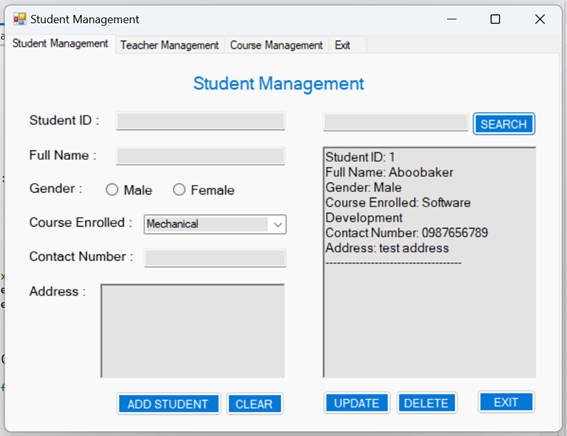 Student Management
Student Management Teacher Management Course Management Exit
Student Management
Student ID :
SEARCH
Full Name :
Gender : Male Female
Course Enrolled : Mechanical
Contact Number :
Address :
Student ID: 1
Full Name: Aboobaker
Gender: Male
Course Enrolled: Software
Development
Contact Number: 0987656789
Address: test address
------------------------------------
ADD STUDENT CLEAR UPDATE DELETE EXIT